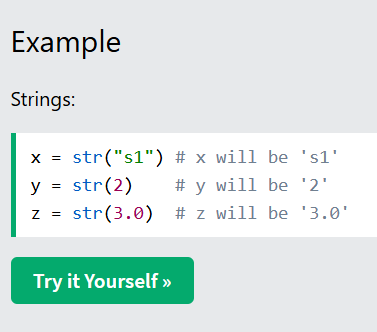 Example
Strings:
x = str("s1") # x will be 's1'
y = str(2)    # y will be '2'
z = str(3.0)  # z will be '3.0'
Try it Yourself »